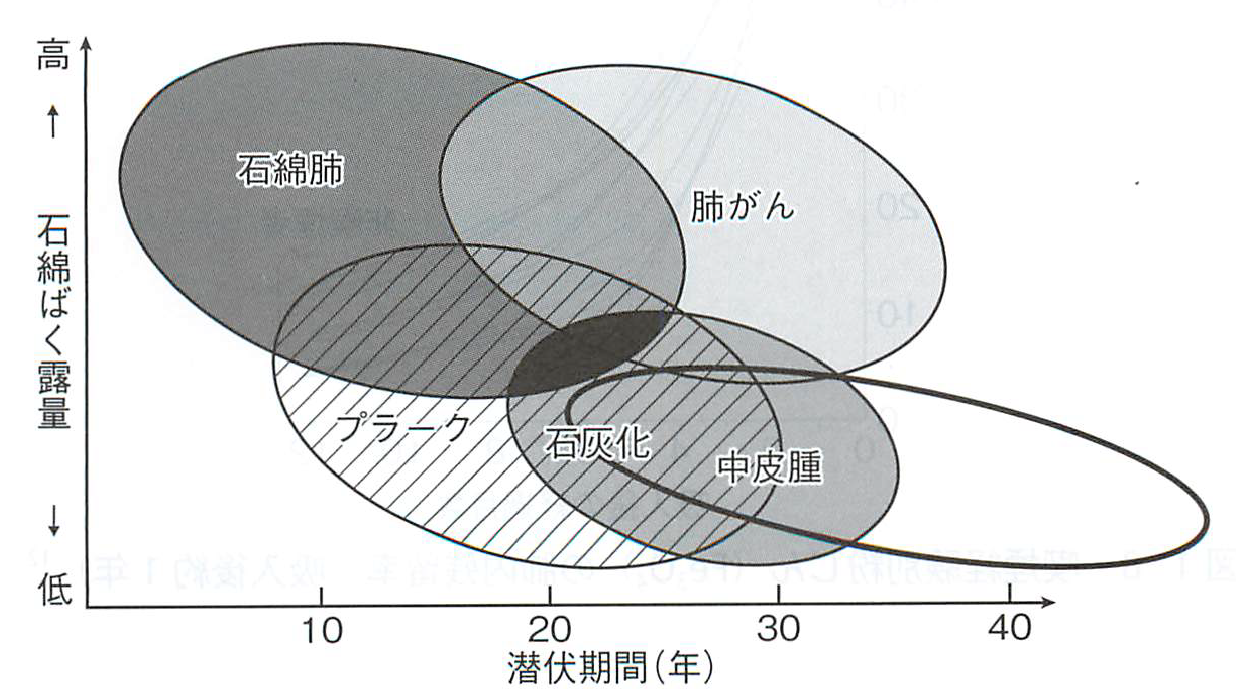 高
↑
石綿ばく露量
↓
低
石綿肺
肺がん
プラーク
石灰化
中皮腫
10
20
30
40
潜伏期間(年)